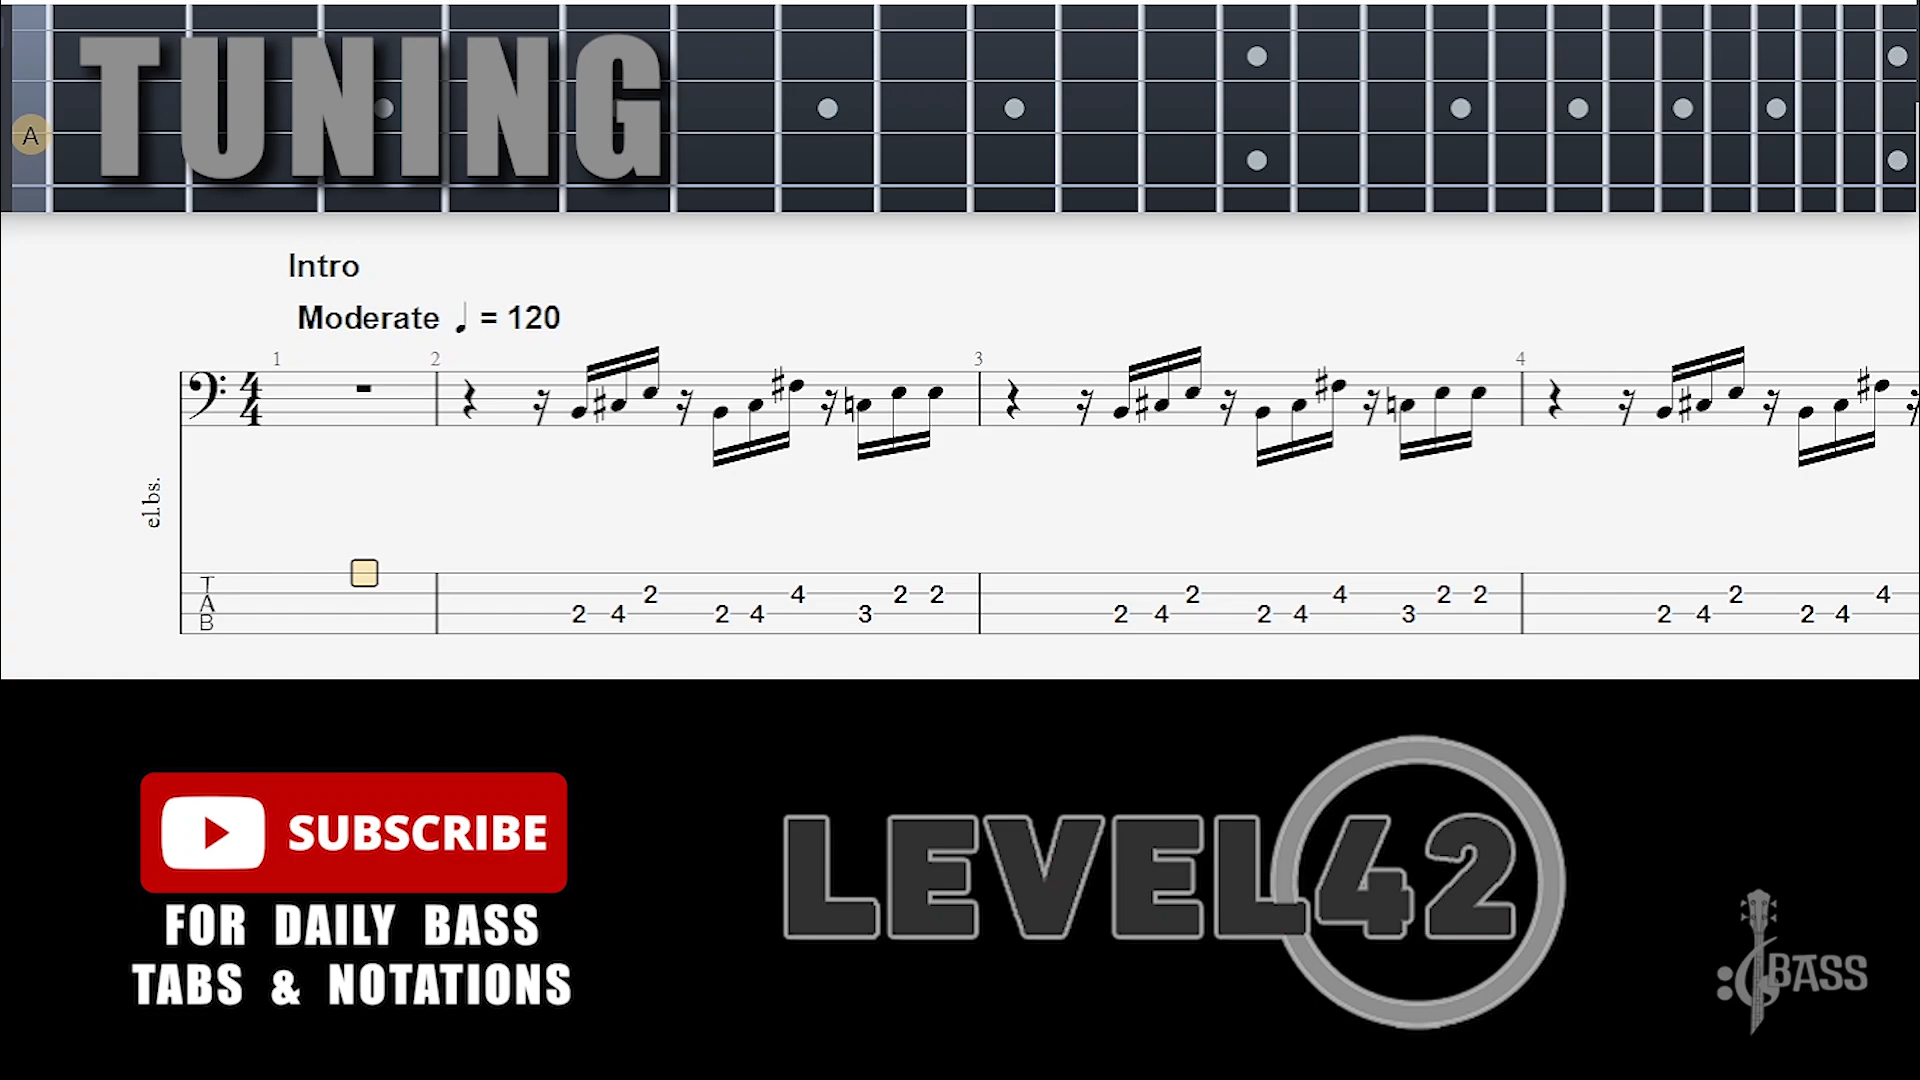 TUNING
A
Intro
Moderate ♩ = 120
1 2 3 4
4
4
el.bs.
T
A
B
2 4 2 2 4 4 3 2 2 2 4 2 2 4 4 3 2 2 2 4 2 2 4 4
SUBSCRIBE
FOR DAILY BASS
TABS & NOTATIONS
LEVEL 42
BASS